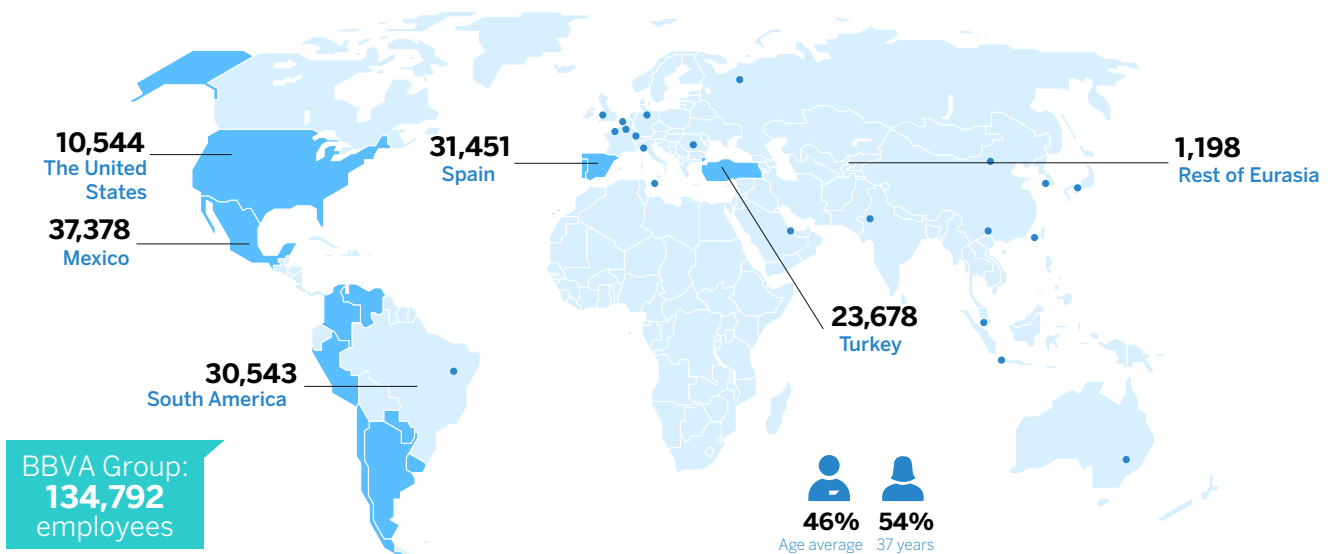 10,544
The United
States
37,378
Mexico
31,451
Spain
1,198
Rest of Eurasia
23,678
Turkey
30,543
South America
BBVA Group:
134,792
employees
46% 54%
Age average 37 years